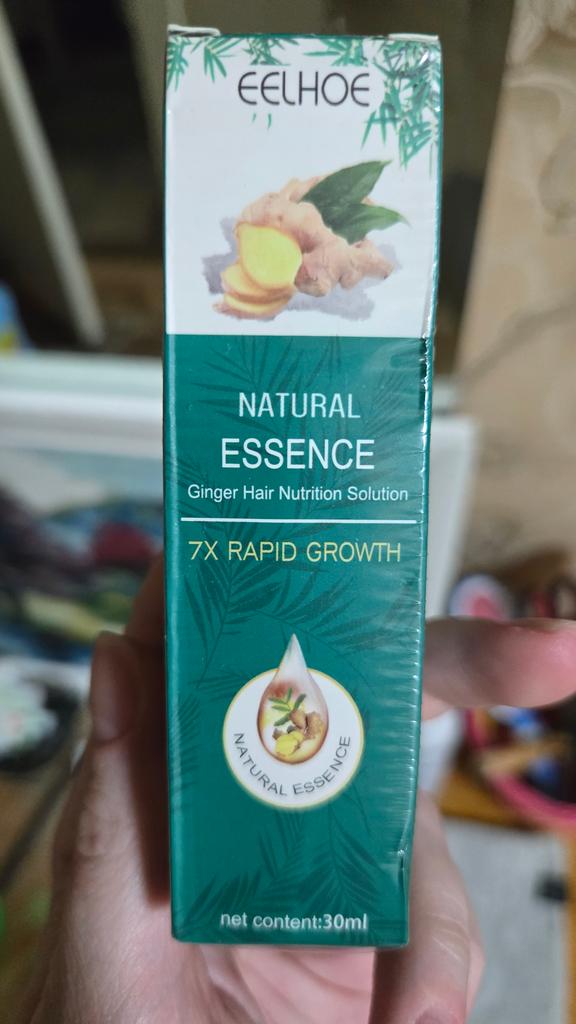 EELHOE
NATURAL
ESSENCE
Ginger Hair Nutrition Solution
7X RAPID GROWTH
NATURAL ESSENCE
net content:30ml